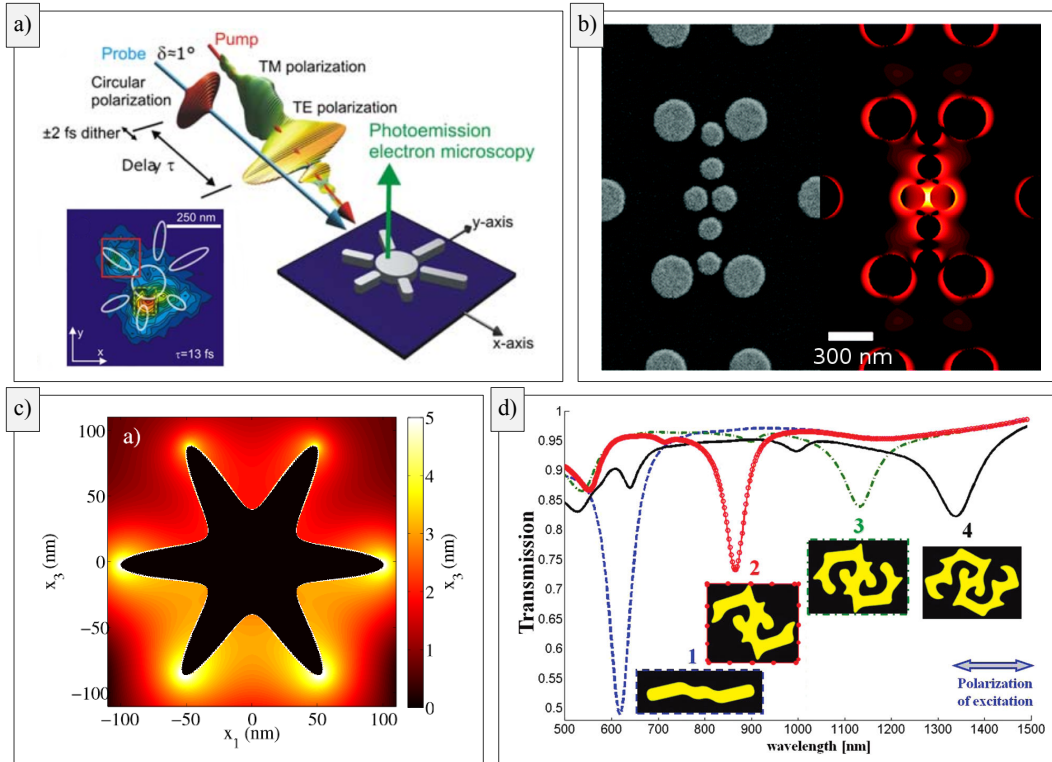 a)
Probe
δ≈1°
Pump
Circular
polarization
TM polarization
TE polarization
±2 fs dither
Delay τ
Photoemission
electron microscopy
250 nm
y
x
τ=13 fs
y-axis
x-axis
b)
300 nm
c)
a)
100
50
0
−50
−100
x3 (nm)
−100
−50
0
50
100
x1 (nm)
5
4
3
2
1
0
x3 (nm)
d)
1
0.95
0.9
0.85
0.8
0.75
0.7
0.65
0.6
0.55
0.5
Transmission
1
2
3
4
Polarization
of excitation
500
600
700
800
900
1000
1100
1200
1300
1400
1500
wavelength [nm]